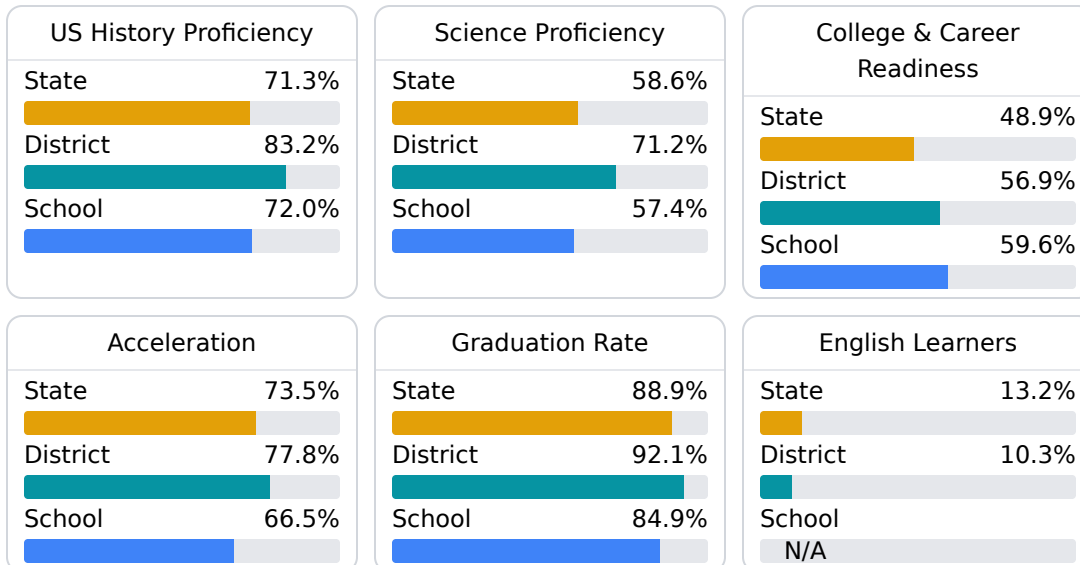 US History Proficiency
State 71.3%
District 83.2%
School 72.0%
Science Proficiency
State 58.6%
District 71.2%
School 57.4%
College & Career
Readiness
State 48.9%
District 56.9%
School 59.6%
Acceleration
State 73.5%
District 77.8%
School 66.5%
Graduation Rate
State 88.9%
District 92.1%
School 84.9%
English Learners
State 13.2%
District 10.3%
School
N/A